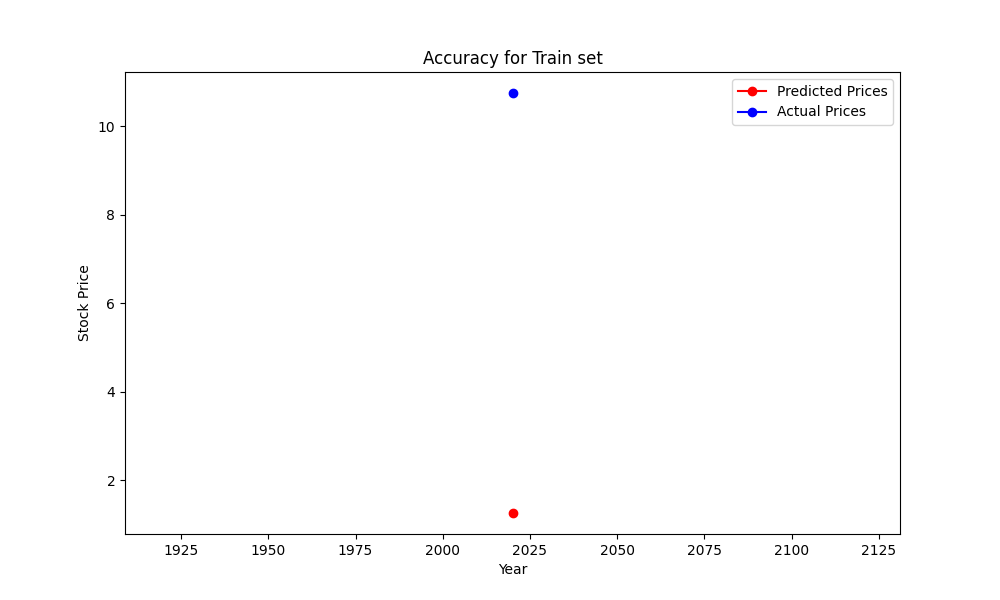 Accuracy for Train set
Predicted Prices
Actual Prices
10
8
6
4
2
Stock Price
1925 1950 1975 2000 2025 2050 2075 2100 2125
Year